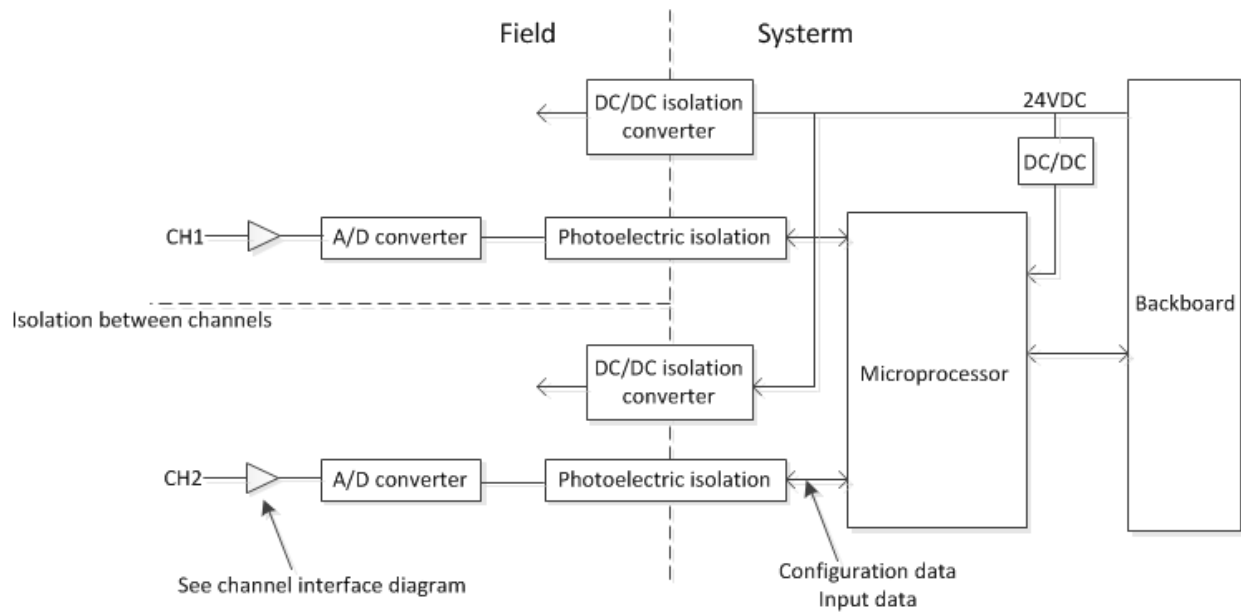 Field
Systerm
DC/DC isolation
converter
24VDC
DC/DC
CH1
A/D converter
Photoelectric isolation
Isolation between channels
Backboard
Microprocessor
DC/DC isolation
converter
CH2
A/D converter
Photoelectric isolation
See channel interface diagram
Configuration data
Input data